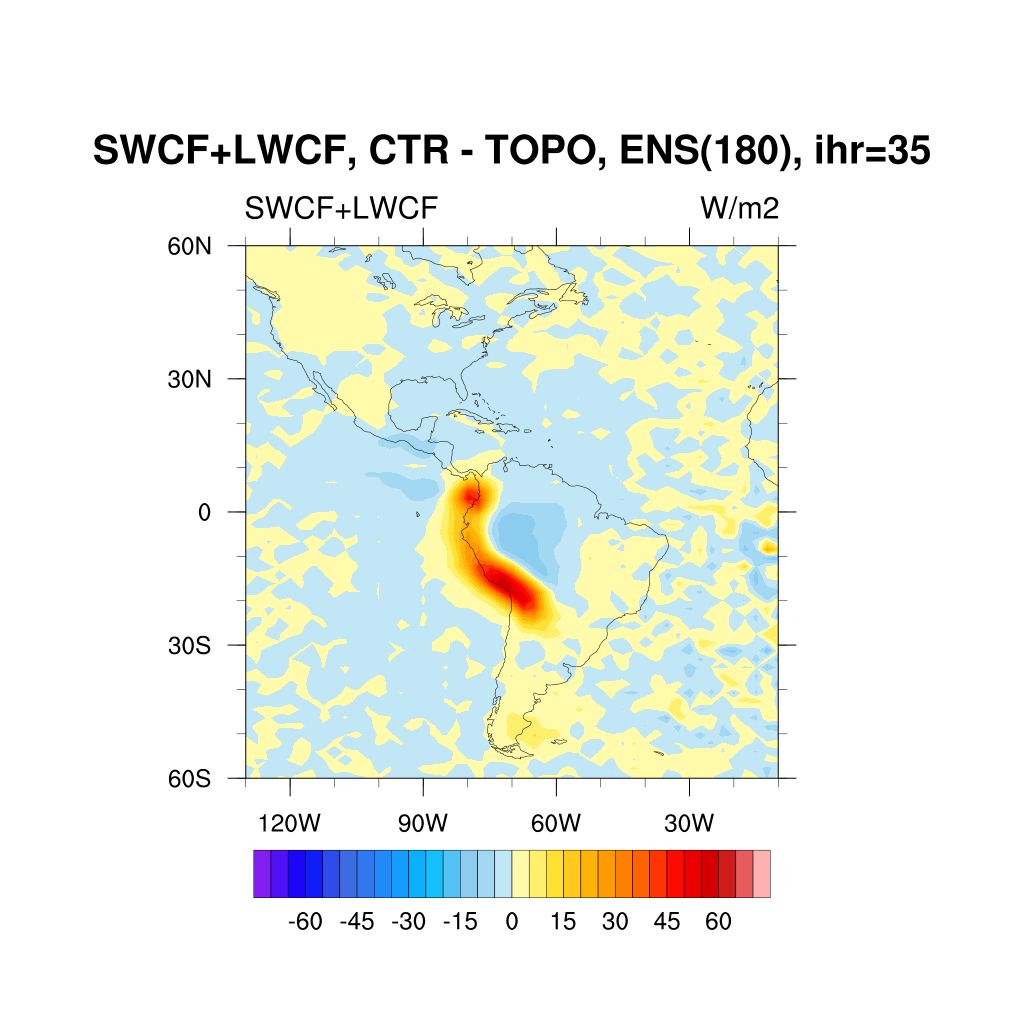 SWCF+LWCF, CTR - TOPO, ENS(180), ihr=35
SWCF+LWCF W/m2
60N
30N
0
30S
60S
120W 90W 60W 30W
-60 -45 -30 -15 0 15 30 45 60